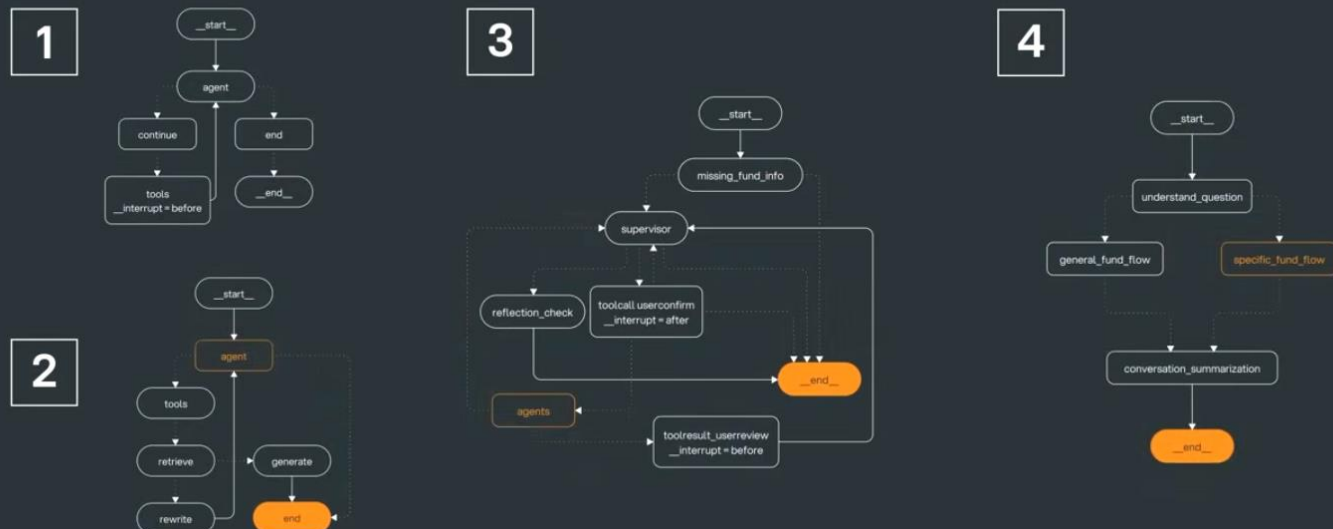 1
__start__
agent
continue
end
tools
__interrupt = before
__end__
2
__start__
agent
tools
retrieve
generate
rewrite
end
3
__start__
missing_fund_info
supervisor
reflection_check
toolcall userconfirm
__interrupt = after
__end__
agents
toolresult_userreview
__interrupt = before
4
__start__
understand_question
general_fund_flow
specific_fund_flow
conversation_summarization
__end__